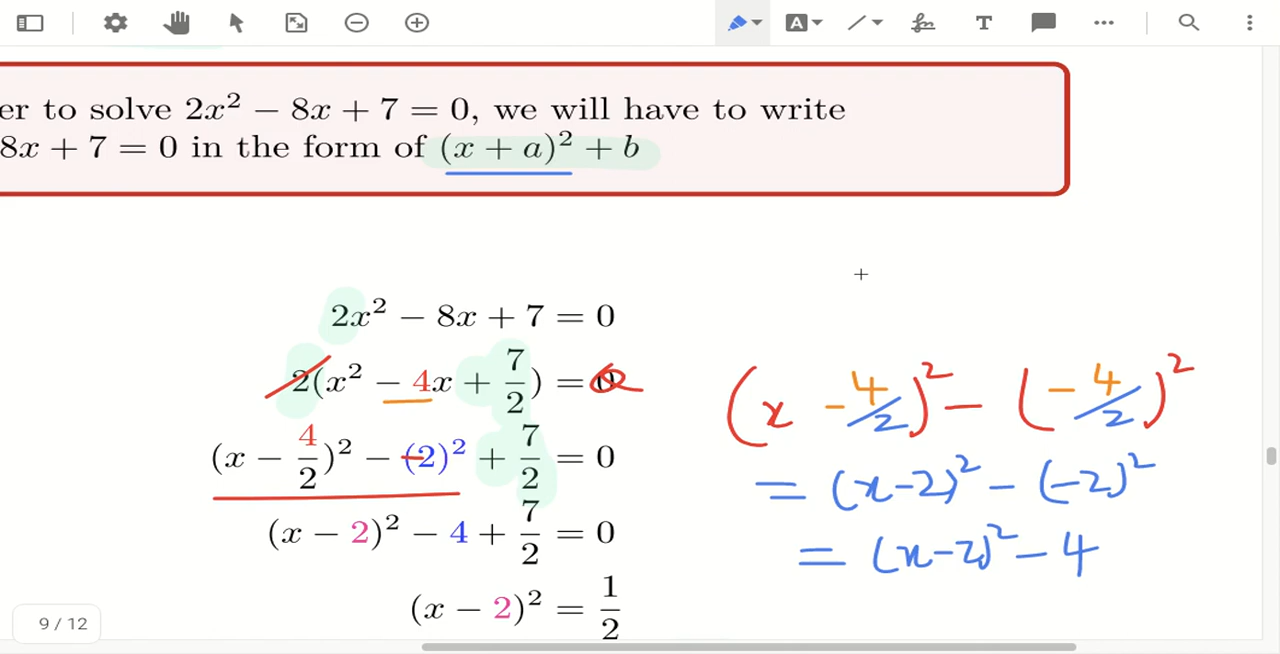 er to solve 2x² − 8x + 7 = 0, we will have to write
8x + 7 = 0 in the form of (x + a)² + b
2x² − 8x + 7 = 0
2(x² − 4x + 7/2) = 0
(x − 4/2)² − (-2)² + 7/2 = 0
(x − 2)² − 4 + 7/2 = 0
(x − 2)² = 1/2
(x - 4/2)² - (- 4/2)²
= (x-2)² - (-2)²
= (x-2)² - 4
9 / 12